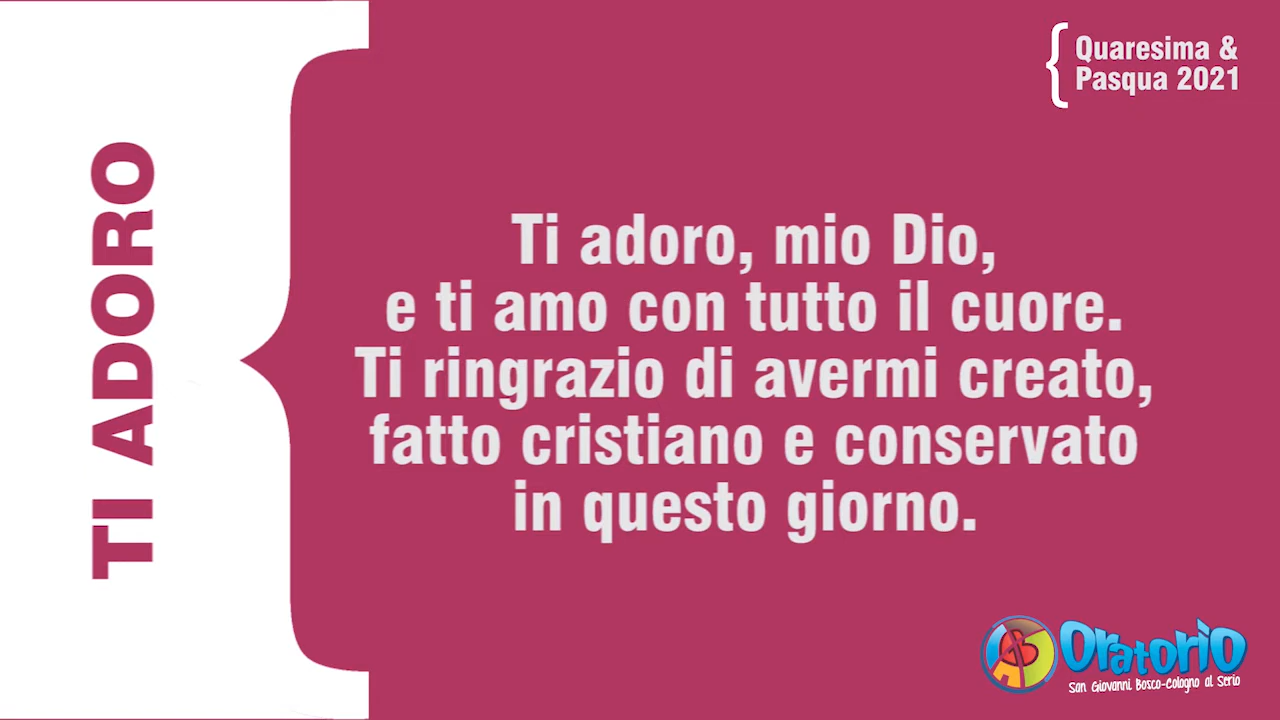 TI ADORO
Quaresima &
Pasqua 2021
Ti adoro, mio Dio,
e ti amo con tutto il cuore.
Ti ringrazio di avermi creato,
fatto cristiano e conservato
in questo giorno.
Oratorio
San Giovanni Bosco-Cologno al Serio